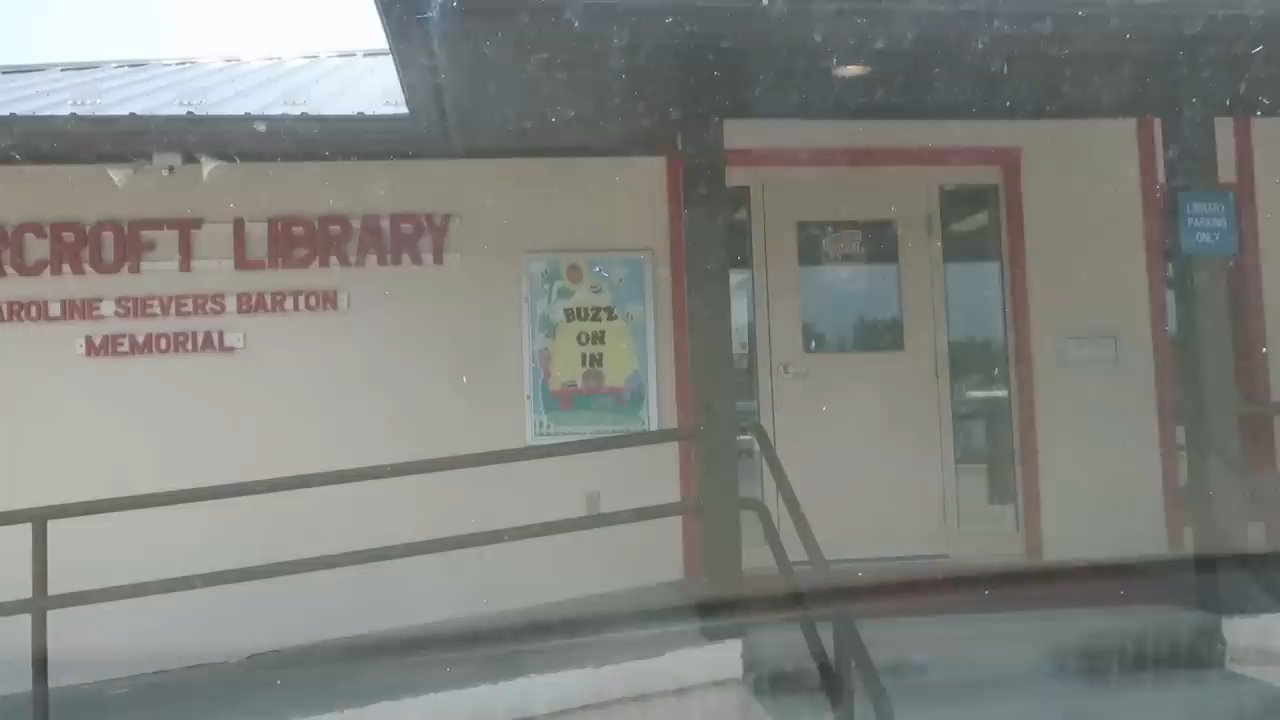 RCROFT LIBRARY
AROLINE SIEVERS BARTON
MEMORIAL
BUZZ
ON
IN
LIBRARY
PARKING
ONLY